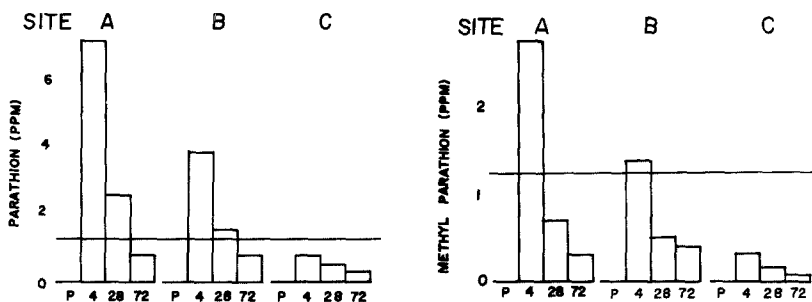 SITE A B C
PARATHION (PPM)
6
4
2
0
P 4 28 72 P 4 28 72 P 4 28 72
SITE A B C
METHYL PARATHION (PPM)
2
1
0
P 4 28 72 P 4 28 72 P 4 28 72